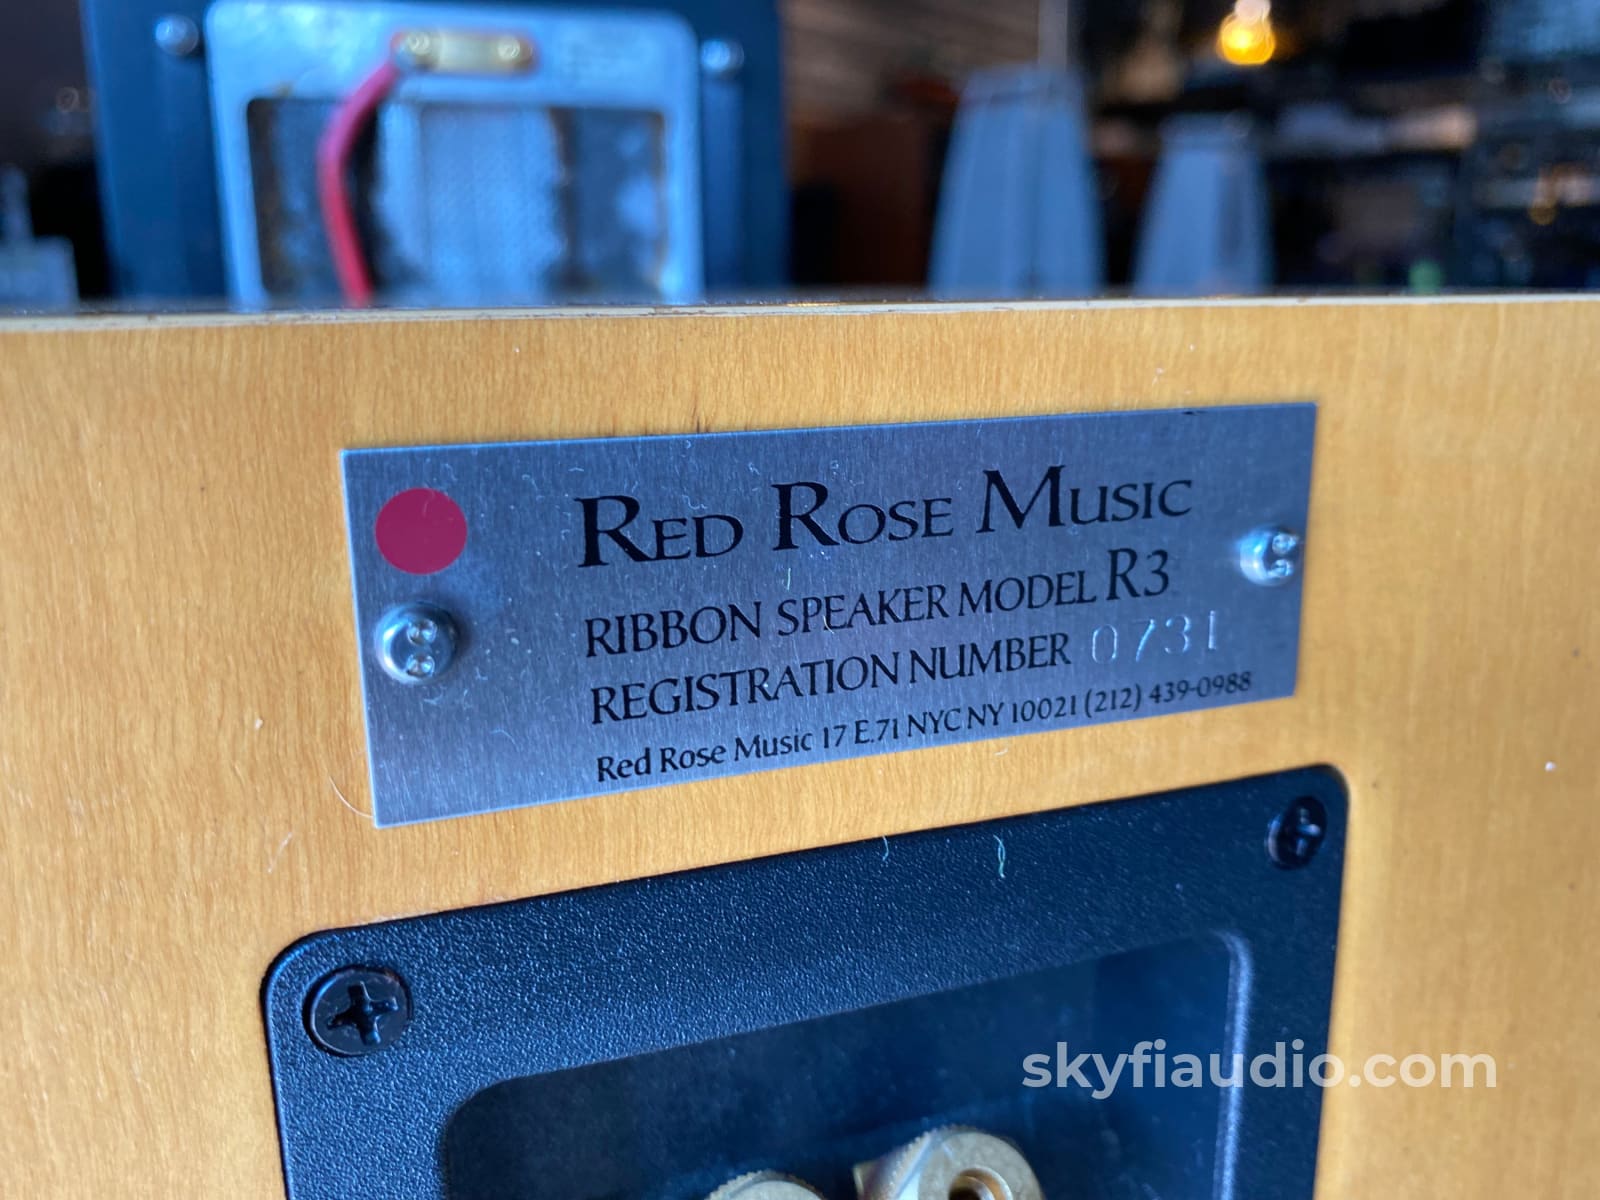 RED ROSE MUSIC
RIBBON SPEAKER MODEL R3
REGISTRATION NUMBER 0731
Red Rose Music 17 E.71 NYC NY 10021 (212) 439-0988
skyfiaudio.com